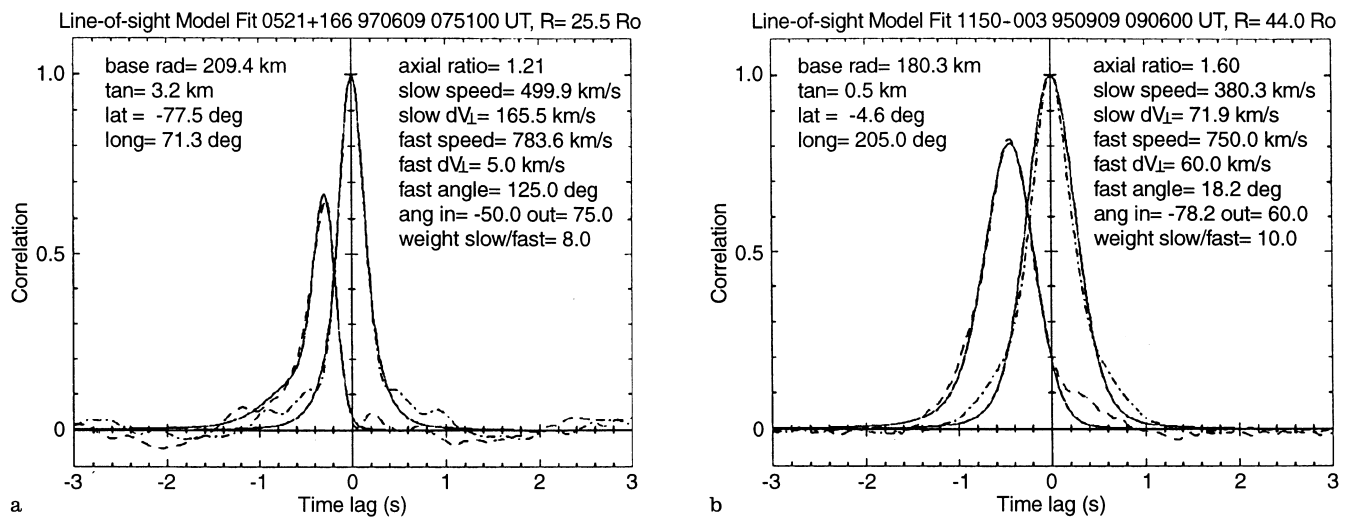 Line-of-sight Model Fit 0521+166 970609 075100 UT, R= 25.5 Ro
base rad= 209.4 km
tan= 3.2 km
lat = -77.5 deg
long= 71.3 deg
axial ratio= 1.21
slow speed= 499.9 km/s
slow dV⊥= 165.5 km/s
fast speed= 783.6 km/s
fast dV⊥= 5.0 km/s
fast angle= 125.0 deg
ang in= -50.0 out= 75.0
weight slow/fast= 8.0
Correlation
1.0
0.5
0
-3 -2 -1 0 1 2 3
Time lag (s)
a
Line-of-sight Model Fit 1150-003 950909 090600 UT, R= 44.0 Ro
base rad= 180.3 km
tan= 0.5 km
lat = -4.6 deg
long= 205.0 deg
axial ratio= 1.60
slow speed= 380.3 km/s
slow dV⊥= 71.9 km/s
fast speed= 750.0 km/s
fast dV⊥= 60.0 km/s
fast angle= 18.2 deg
ang in= -78.2 out= 60.0
weight slow/fast= 10.0
Correlation
1.0
0.5
0
-3 -2 -1 0 1 2 3
Time lag (s)
b